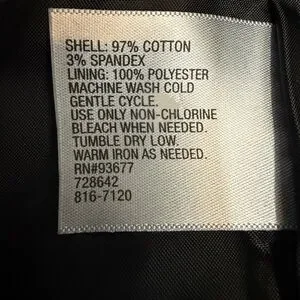 SHELL: 97% COTTON
3% SPANDEX
LINING: 100% POLYESTER
MACHINE WASH COLD
GENTLE CYCLE.
USE ONLY NON-CHLORINE
BLEACH WHEN NEEDED.
TUMBLE DRY LOW.
WARM IRON AS NEEDED.
RN#93677
728642
816-7120